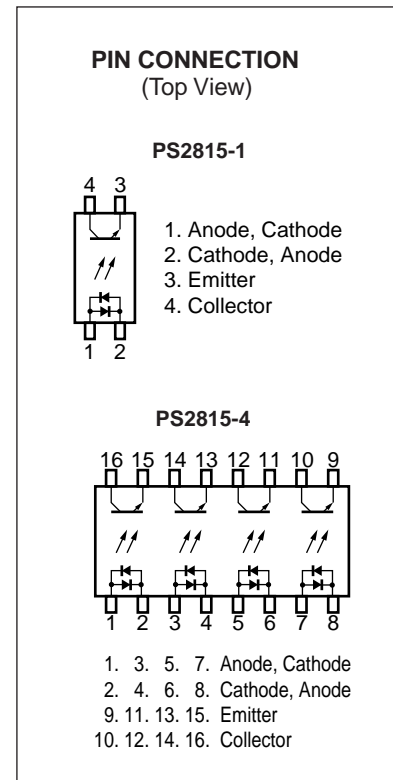 PIN CONNECTION
(Top View)
PS2815-1
4 3
1. Anode, Cathode
2. Cathode, Anode
3. Emitter
4. Collector
1 2
PS2815-4
16 15 14 13 12 11 10 9
1 2 3 4 5 6 7 8
1. 3. 5. 7. Anode, Cathode
2. 4. 6. 8. Cathode, Anode
9. 11. 13. 15. Emitter
10. 12. 14. 16. Collector